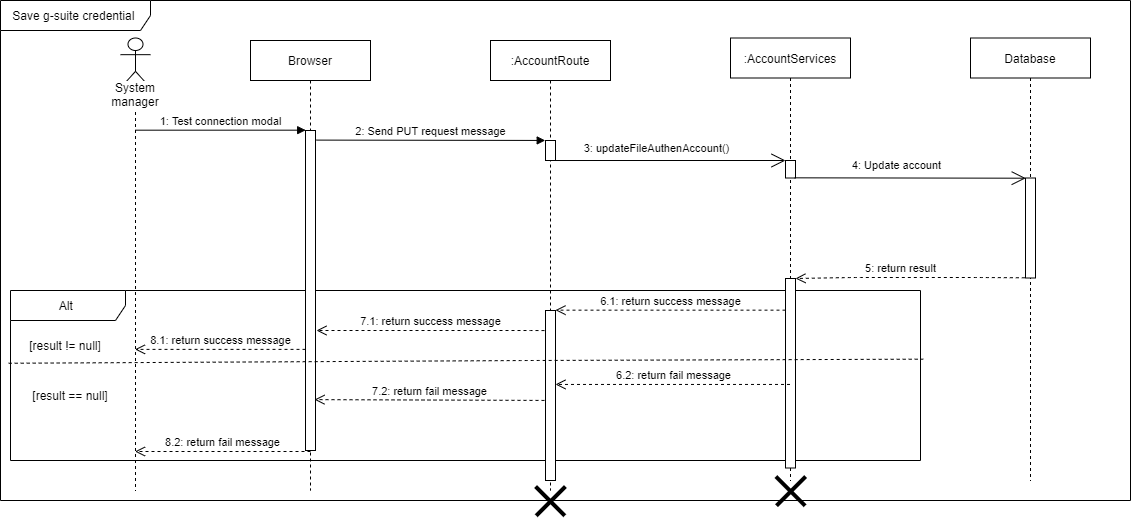 Save g-suite credential
System
manager
Browser
:AccountRoute
:AccountServices
Database
1: Test connection modal
2: Send PUT request message
3: updateFileAuthenAccount()
4: Update account
5: return result
Alt
6.1: return success message
7.1: return success message
8.1: return success message
[result != null]
6.2: return fail message
7.2: return fail message
[result == null]
8.2: return fail message